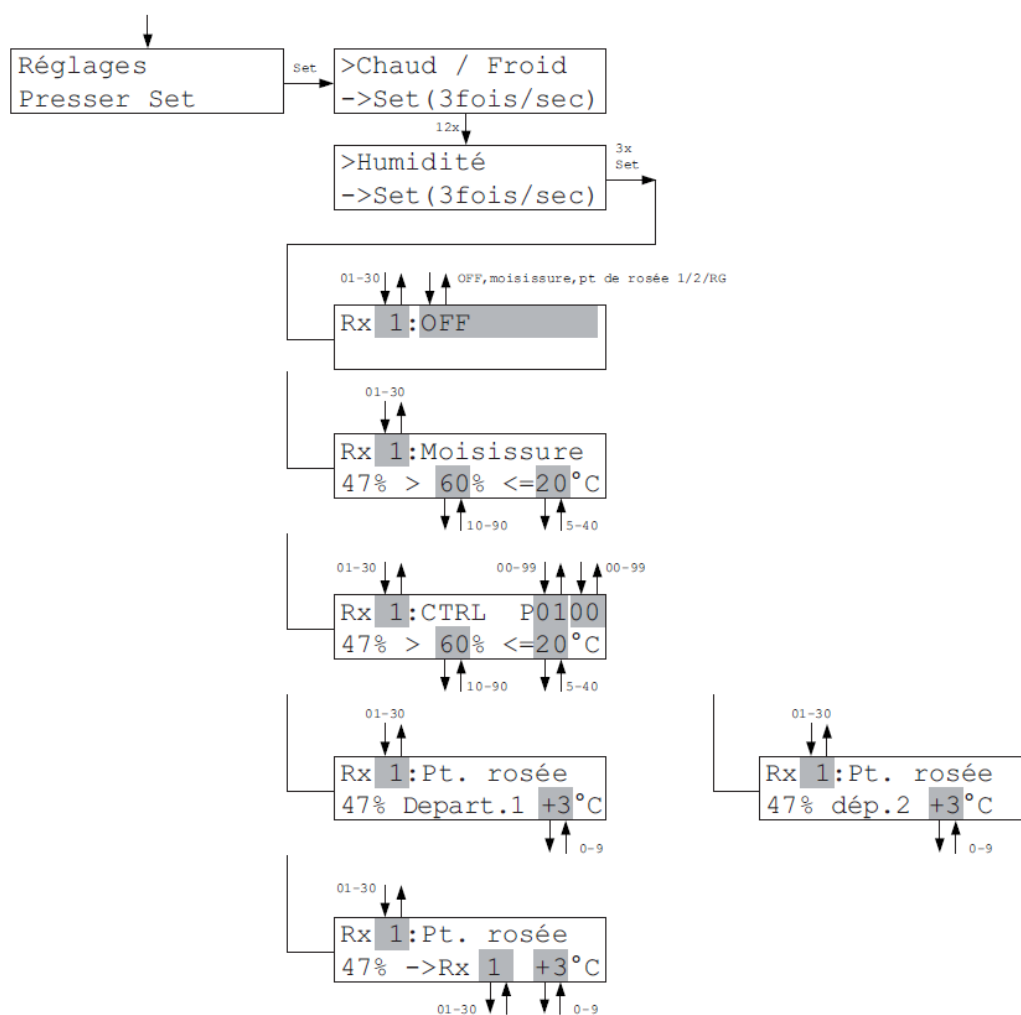 Réglages
Presser Set
Set
>Chaud / Froid
->Set(3fois/sec)
12x
>Humidité
->Set(3fois/sec)
3x
Set
01-30
OFF,moisissure,pt de rosée 1/2/RG
Rx 1:OFF
01-30
Rx 1:Moisissure
47% > 60% <=20°C
10-90
5-40
01-30
00-99
00-99
Rx 1:CTRL P0100
47% > 60% <=20°C
10-90
5-40
01-30
Rx 1:Pt. rosée
47% Depart.1 +3°C
0-9
01-30
Rx 1:Pt. rosée
47% dép.2 +3°C
0-9
01-30
Rx 1:Pt. rosée
47% ->Rx 1 +3°C
01-30
0-9